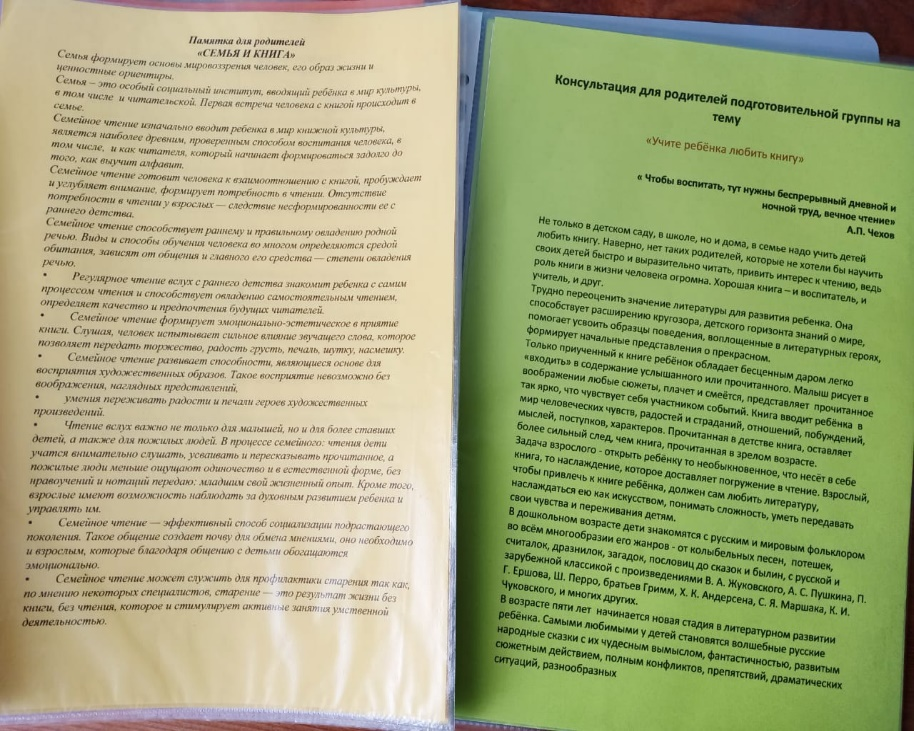 Памятка для родителей
«СЕМЬЯ И КНИГА»
Семья формирует основы мировоззрения человек, его образ жизни и
ценностные ориентиры.
Семья – это особый социальный институт, вводящий ребёнка в мир культуры,
в том числе и читательской. Первая встреча человека с книгой происходит в
семье.
Семейное чтение изначально вводит ребенка в мир книжной культуры,
является наиболее древним, проверенным способом воспитания человека, в
том числе, и как читателя, который начинает формироваться задолго до
того, как выучит алфавит.
Семейное чтение готовит человека к взаимоотношению с книгой, пробуждает
и углубляет внимание, формирует потребность в чтении. Отсутствие
потребности в чтении у взрослых — следствие несформированности ее с
раннего детства.
Семейное чтение способствует раннему и правильному овладению родной
речью. Виды и способы обучения человека во многом определяются средой
обитания, зависят от общения и главного его средства — степени овладения
речью.
• Регулярное чтение вслух с раннего детства знакомит ребенка с самим
процессом чтения и способствует овладению самостоятельным чтением,
определяет качество и предпочтения будущих читателей.
• Семейное чтение формирует эмоционально-эстетическое в приятие
книги. Слушая, человек испытывает сильное влияние звучащего слова, которое
позволяет передать торжество, радость грусть, печаль, шутку, насмешку.
• Семейное чтение развивает способности, являющиеся основе для
восприятия художественных образов. Такое восприятие невозможно без
воображения, наглядных представлений,
• умения переживать радости и печали героев художественных
произведений.
• Чтение вслух важно не только для малышей, но и для более ставших
детей, а также для пожилых людей. В процессе семейного: чтения дети
учатся внимательно слушать, усваивать и пересказывать прочитанное, а
пожилые люди меньше ощущают одиночество и в естественной форме, без
нравоучений и нотаций передаю: младшим свой жизненный опыт. Кроме того,
взрослые имеют возможность наблюдать за духовным развитием ребенка и
управлять им.
• Семейное чтение —эффективный способ социализации подрастающего
поколения. Такое общение создает почву для обмена мнениями, оно необходимо
и взрослым, которые благодаря общению с детьми обогащаются
эмоционально.
• Семейное чтение может служить для профилактики старения так как,
по мнению некоторых специалистов, старение — это результат жизни без
книги, без чтения, которое и стимулирует активные занятия умственной
деятельностью.
Консультация для родителей подготовительной группы на
тему
«Учите ребёнка любить книгу»
« Чтобы воспитать, тут нужны беспрерывный дневной и
ночной труд, вечное чтение»
А.П. Чехов
Не только в детском саду, в школе, но и дома, в семье надо учить детей
любить книгу. Наверно, нет таких родителей, которые не хотели бы научить
своих детей быстро и выразительно читать, привить интерес к чтению, ведь
роль книги в жизни человека огромна. Хорошая книга – и воспитатель, и
учитель, и друг.
Трудно переоценить значение литературы для развития ребенка. Она
способствует расширению кругозора, детского горизонта знаний о мире,
помогает усвоить образцы поведения, воплощенные в литературных героях,
формирует начальные представления о прекрасном.
Только приученный к книге ребёнок обладает бесценным даром легко
«входить» в содержание услышанного или прочитанного. Малыш рисует в
воображении любые сюжеты, плачет и смеётся, представляет прочитанное
так ярко, что чувствует себя участником событий. Книга вводит ребёнка в
мир человеческих чувств, радостей и страданий, отношений, побуждений,
мыслей, поступков, характеров. Прочитанная в детстве книга, оставляет
более сильный след, чем книга, прочитанная в зрелом возрасте.
Задача взрослого - открыть ребёнку то необыкновенное, что несёт в себе
книга, то наслаждение, которое доставляет погружение в чтение. Взрослый,
чтобы привлечь к книге ребёнка, должен сам любить литературу,
наслаждаться ею как искусством, понимать сложность, уметь передавать
свои чувства и переживания детям.
В дошкольном возрасте дети знакомятся с русским и мировым фольклором
во всём многообразии его жанров - от колыбельных песен, потешек,
считалок, дразнилок, загадок, пословиц до сказок и былин, с русской и
зарубежной классикой с произведениями В. А. Жуковского, А. С. Пушкина, П.
Г. Ершова, Ш. Перро, братьев Гримм, Х. К. Андерсена, С. Я. Маршака, К. И.
Чуковского, и многих других.
В возрасте пяти лет начинается новая стадия в литературном развитии
ребёнка. Самыми любимыми у детей становятся волшебные русские
народные сказки с их чудесным вымыслом, фантастичностью, развитым
сюжетным действием, полным конфликтов, препятствий, драматических
ситуаций, разнообразных